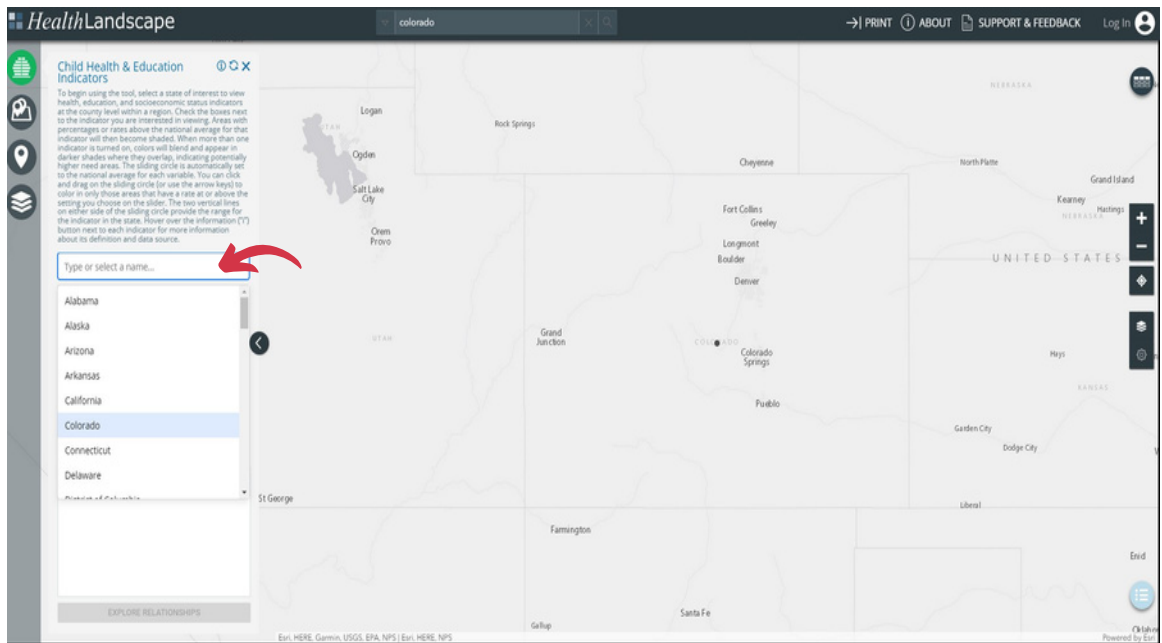 HealthLandscape
colorado
PRINT
ABOUT
SUPPORT & FEEDBACK
Log In
Child Health & Education
Indicators
To begin using the tool, select a state of interest to view
health, education, and socioeconomic status indicators
at the county level within a region. Check the boxes next
to the indicator you are interested in viewing. Areas with
percentages or rates above the national average for that
indicator will then become shaded. When more than one
indicator is turned on, colors will blend and appear in
darker shades where they overlap, indicating potentially
higher need areas. The sliding circle is automatically set
to the national average for each variable. You can click
and drag on the sliding circle (or use the arrow keys) to
color in only those areas that have a rate at or above the
setting you choose on the slider. The two vertical lines
on either side of the sliding circle provide the range for
the indicator in the state. Hover over the information ("i")
button next to each indicator for more information
about its definition and data source.
Type or select a name...
Alabama
Alaska
Arizona
Arkansas
California
Colorado
Connecticut
Delaware
District of Columbia
EXPLORE RELATIONSHIPS
NEBRASKA
Logan
Rock Springs
UTAH
Ogden
Cheyenne
North Platte
Grand Island
Salt Lake
City
Kearney
Hastings
Fort Collins
NEBRASKA
Greeley
Orem
Provo
Longmont
Boulder
UNITED STATES
Denver
Grand
Junction
UTAH
COLORADO
Colorado
Springs
Hays
KANSAS
Pueblo
Garden City
Dodge City
St George
Liberal
Farmington
Enid
Santa Fe
Gallup
Esri, HERE, Garmin, USGS, EPA, NPS | Esri, HERE, NPS
Powered by Esri